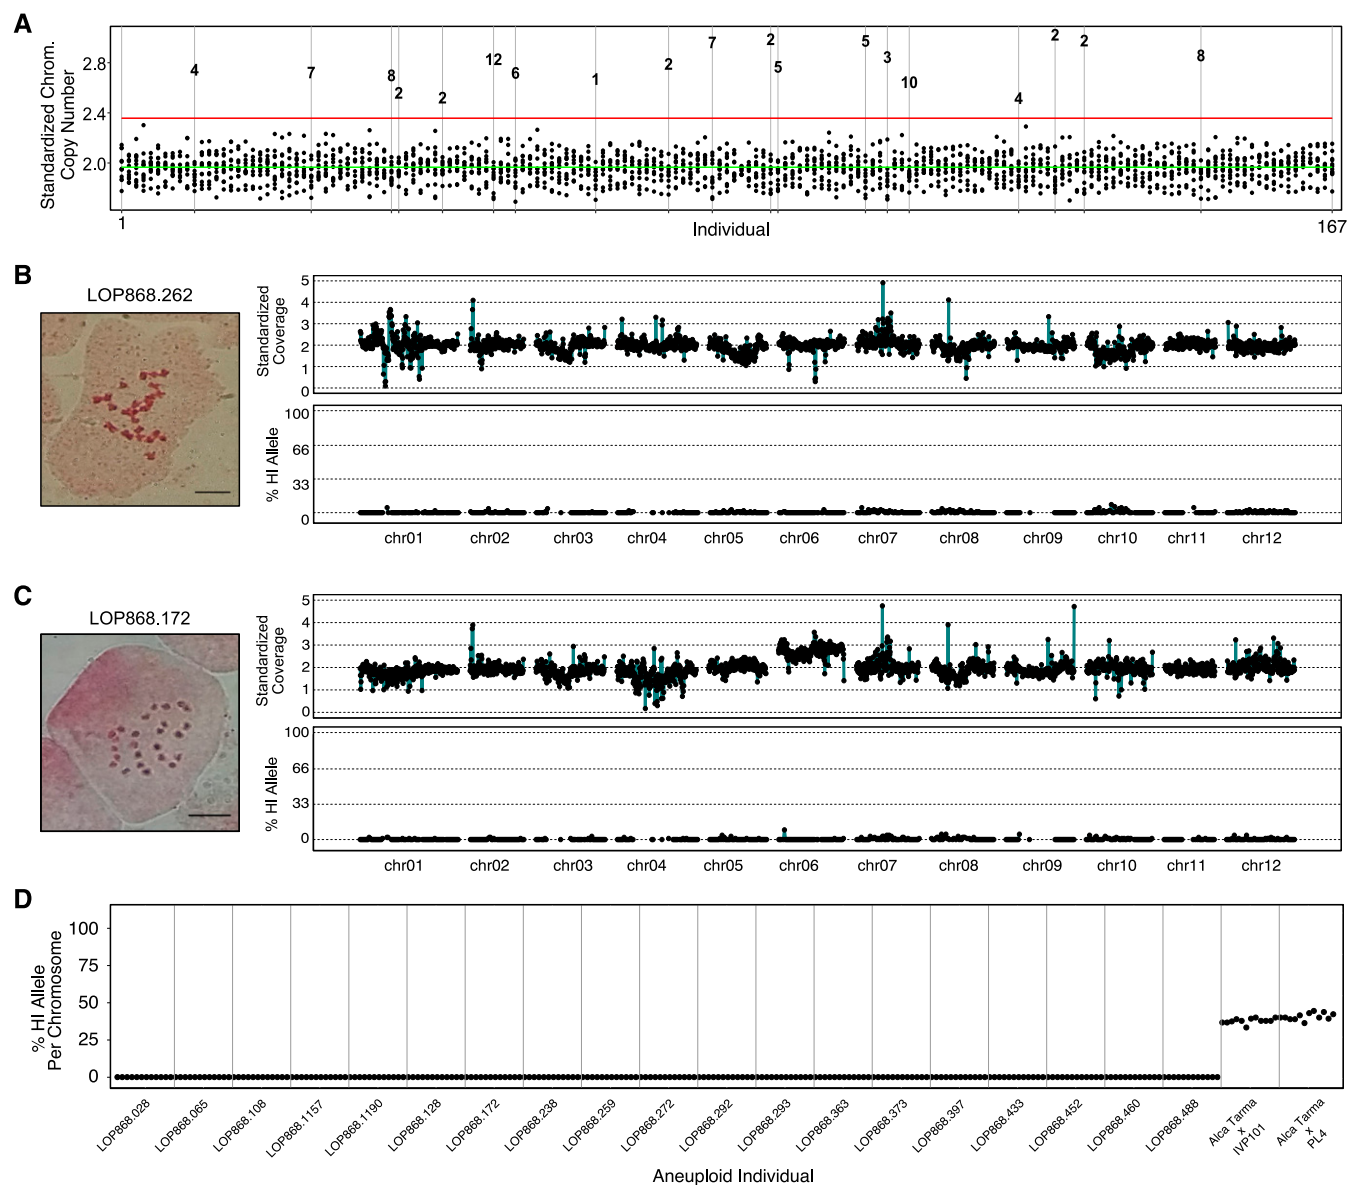 A
Standardized Chrom.
Copy Number
2.8
2.4
2.0
4
7
8
2
2
12
6
1
2
7
2
5
5
3
10
4
2
2
8
1
Individual
167
B
LOP868.262
Standardized
Coverage
5
4
3
2
1
0
% HI Allele
100
66
33
0
chr01 chr02 chr03 chr04 chr05 chr06 chr07 chr08 chr09 chr10 chr11 chr12
C
LOP868.172
Standardized
Coverage
5
4
3
2
1
0
% HI Allele
100
66
33
0
chr01 chr02 chr03 chr04 chr05 chr06 chr07 chr08 chr09 chr10 chr11 chr12
D
% HI Allele
Per Chromosome
100
75
50
25
0
LOP868.028
LOP868.065
LOP868.108
LOP868.1157
LOP868.1190
LOP868.128
LOP868.172
LOP868.238
LOP868.259
LOP868.272
LOP868.292
LOP868.293
LOP868.363
LOP868.373
LOP868.397
LOP868.433
LOP868.452
LOP868.460
LOP868.488
Alca Tarma
x
IVP101
Alca Tarma
x
PL4
Aneuploid Individual